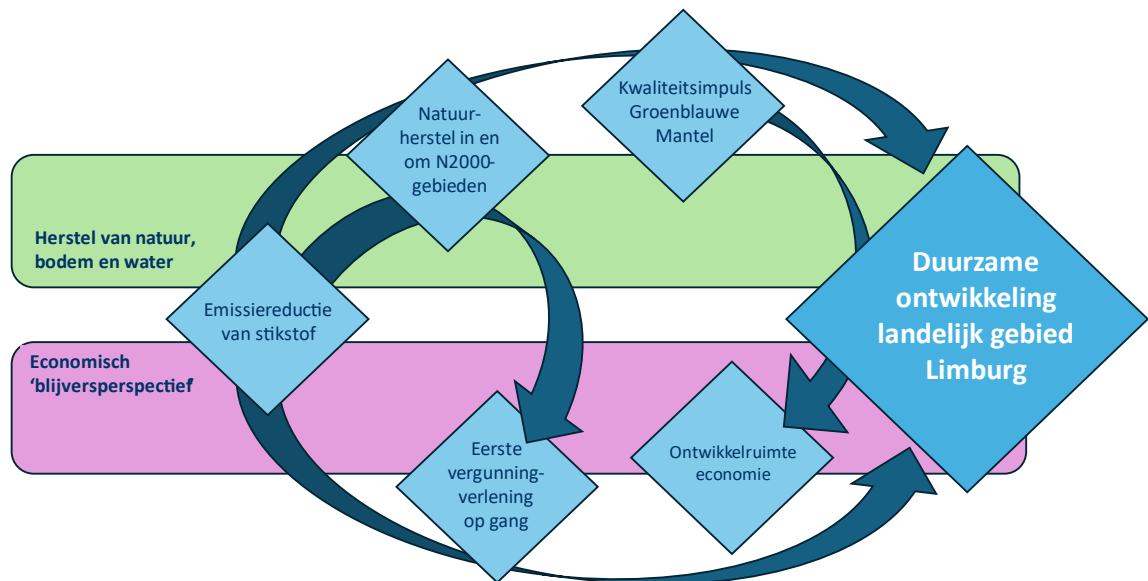 Kwaliteitsimpuls
Groenblauwe
Mantel
Natuur-
herstel in en
om N2000-
gebieden
Herstel van natuur,
bodem en water
Emissiereductie
van stikstof
Duurzame
ontwikkeling
landelijk gebied
Limburg
Economisch
‘blijversperspectief’
Eerste
vergunning-
verlening
op gang
Ontwikkelruimte
economie